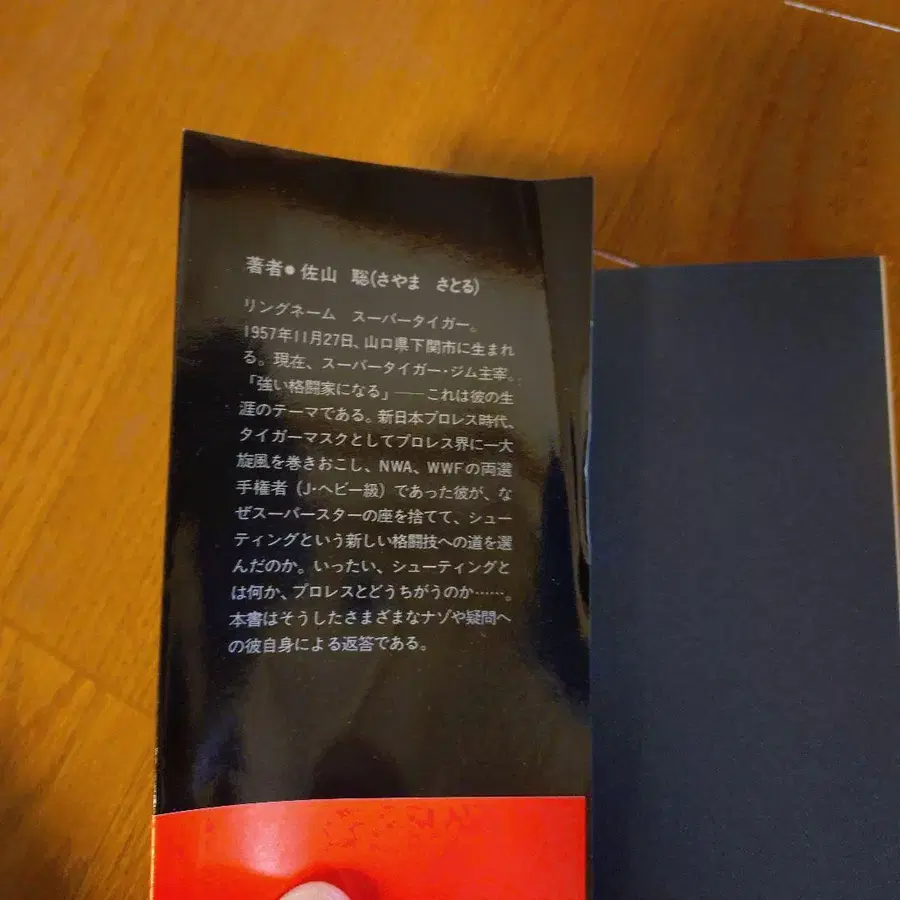 著者●佐山　聡(さやま　さとる)
リングネーム　スーパータイガー。
1957年11月27日、山口県下関市に生まれ
る。現在、スーパータイガー・ジム主宰。
「強い格闘家になる」──これは彼の生
涯のテーマである。新日本プロレス時代、
タイガーマスクとしてプロレス界に一大
旋風を巻きおこし、NWA、WWFの両選
手権者（J・ヘビー級）であった彼が、な
ぜスーパースターの座を捨てて、シュー
ティングという新しい格闘技への道を選
んだのか。いったい、シューティングと
は何か、プロレスとどうちがうのか……。
本書はそうしたさまざまなナゾや疑問へ
の彼自身による返答である。